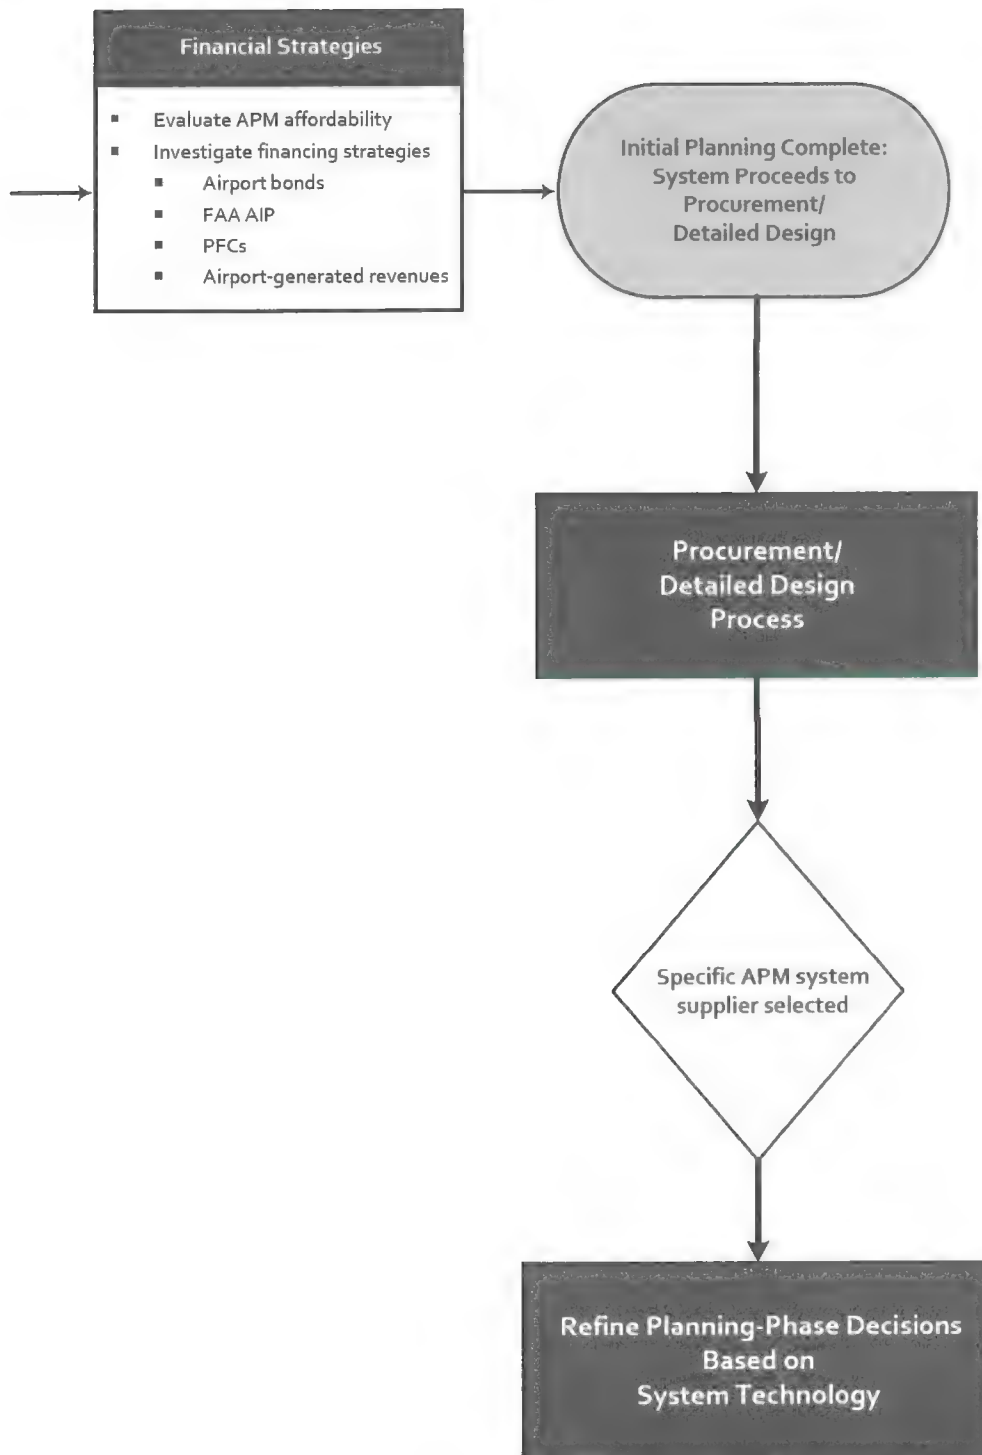 Financial Strategies
▪ Evaluate APM affordability
▪ Investigate financing strategies
▪ Airport bonds
▪ FAA AIP
▪ PFCs
▪ Airport-generated revenues
Initial Planning Complete:
System Proceeds to
Procurement/
Detailed Design
Procurement/
Detailed Design
Process
Specific APM system
supplier selected
Refine Planning-Phase Decisions
Based on
System Technology